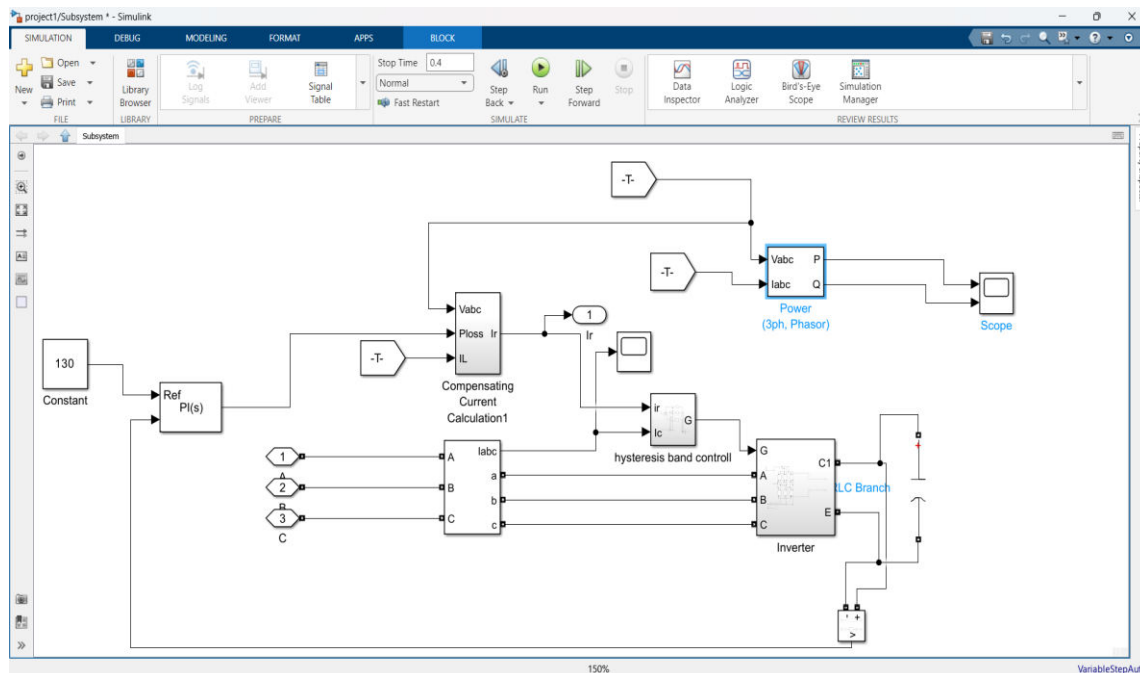 project1/Subsystem * - Simulink
SIMULATION
DEBUG
MODELING
FORMAT
APPS
BLOCK
New
Open
Save
Print
FILE
Library
Browser
LIBRARY
Log
Signals
Add
Viewer
Signal
Table
PREPARE
Stop Time 0.4
Normal
Fast Restart
Step
Back
Run
Step
Forward
Stop
SIMULATE
Data
Inspector
Logic
Analyzer
Bird's-Eye
Scope
Simulation
Manager
REVIEW RESULTS
Subsystem
-T-
-T-
Vabc P
Iabc Q
Power
(3ph, Phasor)
Scope
Vabc
Ploss Ir
IL
Compensating
Current
Calculation1
1
Ir
-T-
130
Constant
Ref
PI(s)
ir
Ic
G
hysteresis band controll
1
A
2
B
3
C
Iabc
A
a
B
b
C
c
G
A
B
C
C1
E
Inverter
LC Branch
+
- +
>
150%
VariableStepAut